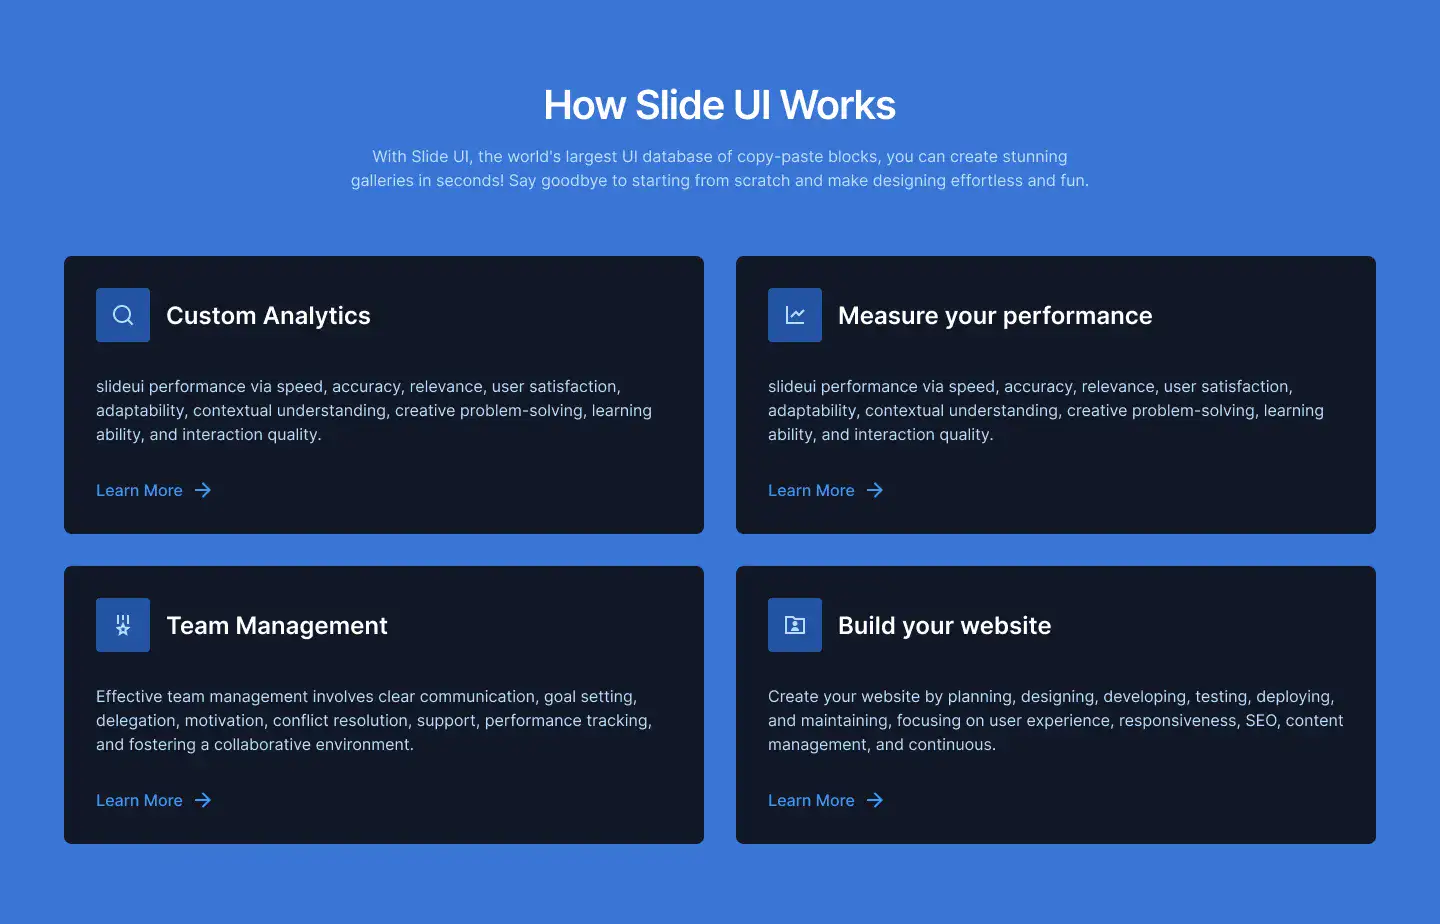 How Slide UI Works
With Slide UI, the world's largest UI database of copy-paste blocks, you can create stunning
galleries in seconds! Say goodbye to starting from scratch and make designing effortless and fun.
Custom Analytics
slideui performance via speed, accuracy, relevance, user satisfaction,
adaptability, contextual understanding, creative problem-solving, learning
ability, and interaction quality.
Learn More
Measure your performance
slideui performance via speed, accuracy, relevance, user satisfaction,
adaptability, contextual understanding, creative problem-solving, learning
ability, and interaction quality.
Learn More
Team Management
Effective team management involves clear communication, goal setting,
delegation, motivation, conflict resolution, support, performance tracking,
and fostering a collaborative environment.
Learn More
Build your website
Create your website by planning, designing, developing, testing, deploying,
and maintaining, focusing on user experience, responsiveness, SEO, content
management, and continuous.
Learn More